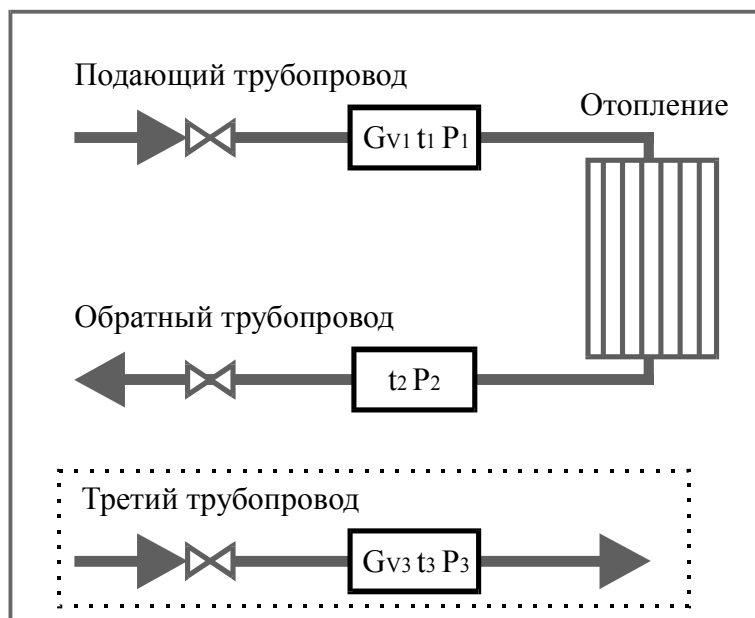 Подающий трубопровод
Отопление
GV1 t1 P1
Обратный трубопровод
t2 P2
Третий трубопровод
GV3 t3 P3